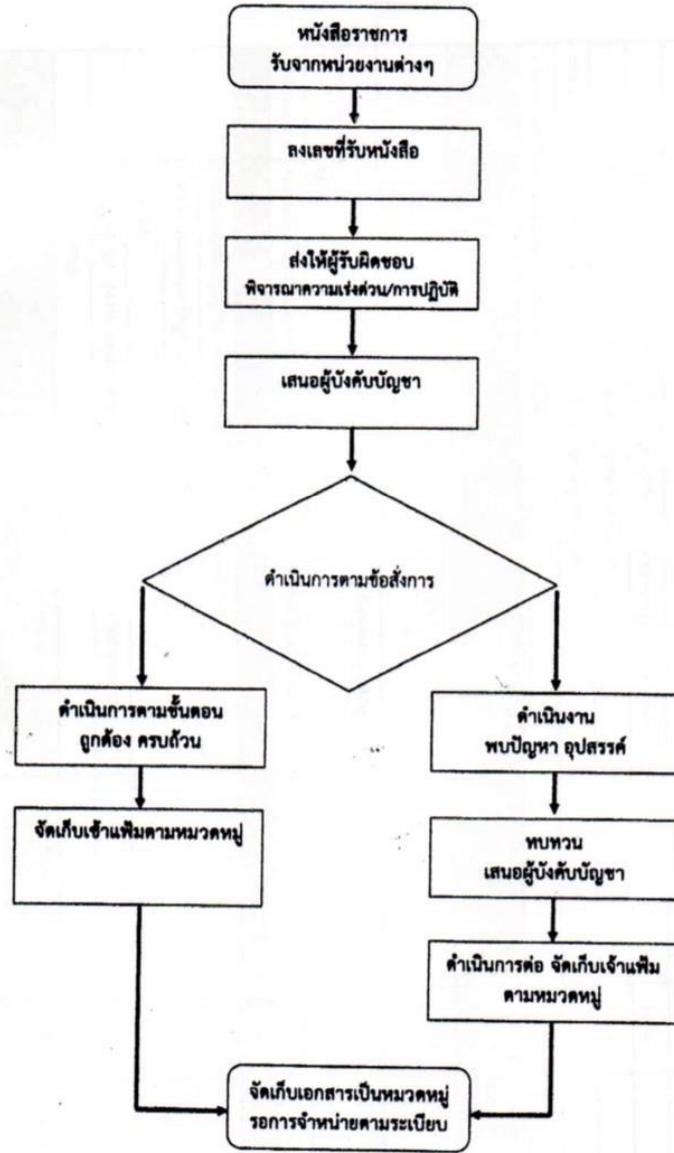 หนังสือราชการ
รับจากหน่วยงานต่างๆ
ลงเลขที่รับหนังสือ
ส่งให้ผู้รับผิดชอบ
พิจารณาความเร่งด่วน/การปฏิบัติ
เสนอผู้บังคับบัญชา
ดำเนินการตามข้อสั่งการ
ดำเนินการตามขั้นตอน
ถูกต้อง ครบถ้วน
จัดเก็บเข้าแฟ้มตามหมวดหมู่
ดำเนินงาน
พบปัญหา อุปสรรค์
ทบทวน
เสนอผู้บังคับบัญชา
ดำเนินการต่อ จัดเก็บเจ้าแฟ้ม
ตามหมวดหมู่
จัดเก็บเอกสารเป็นหมวดหมู่
รอการจำหน่ายตามระเบียบ